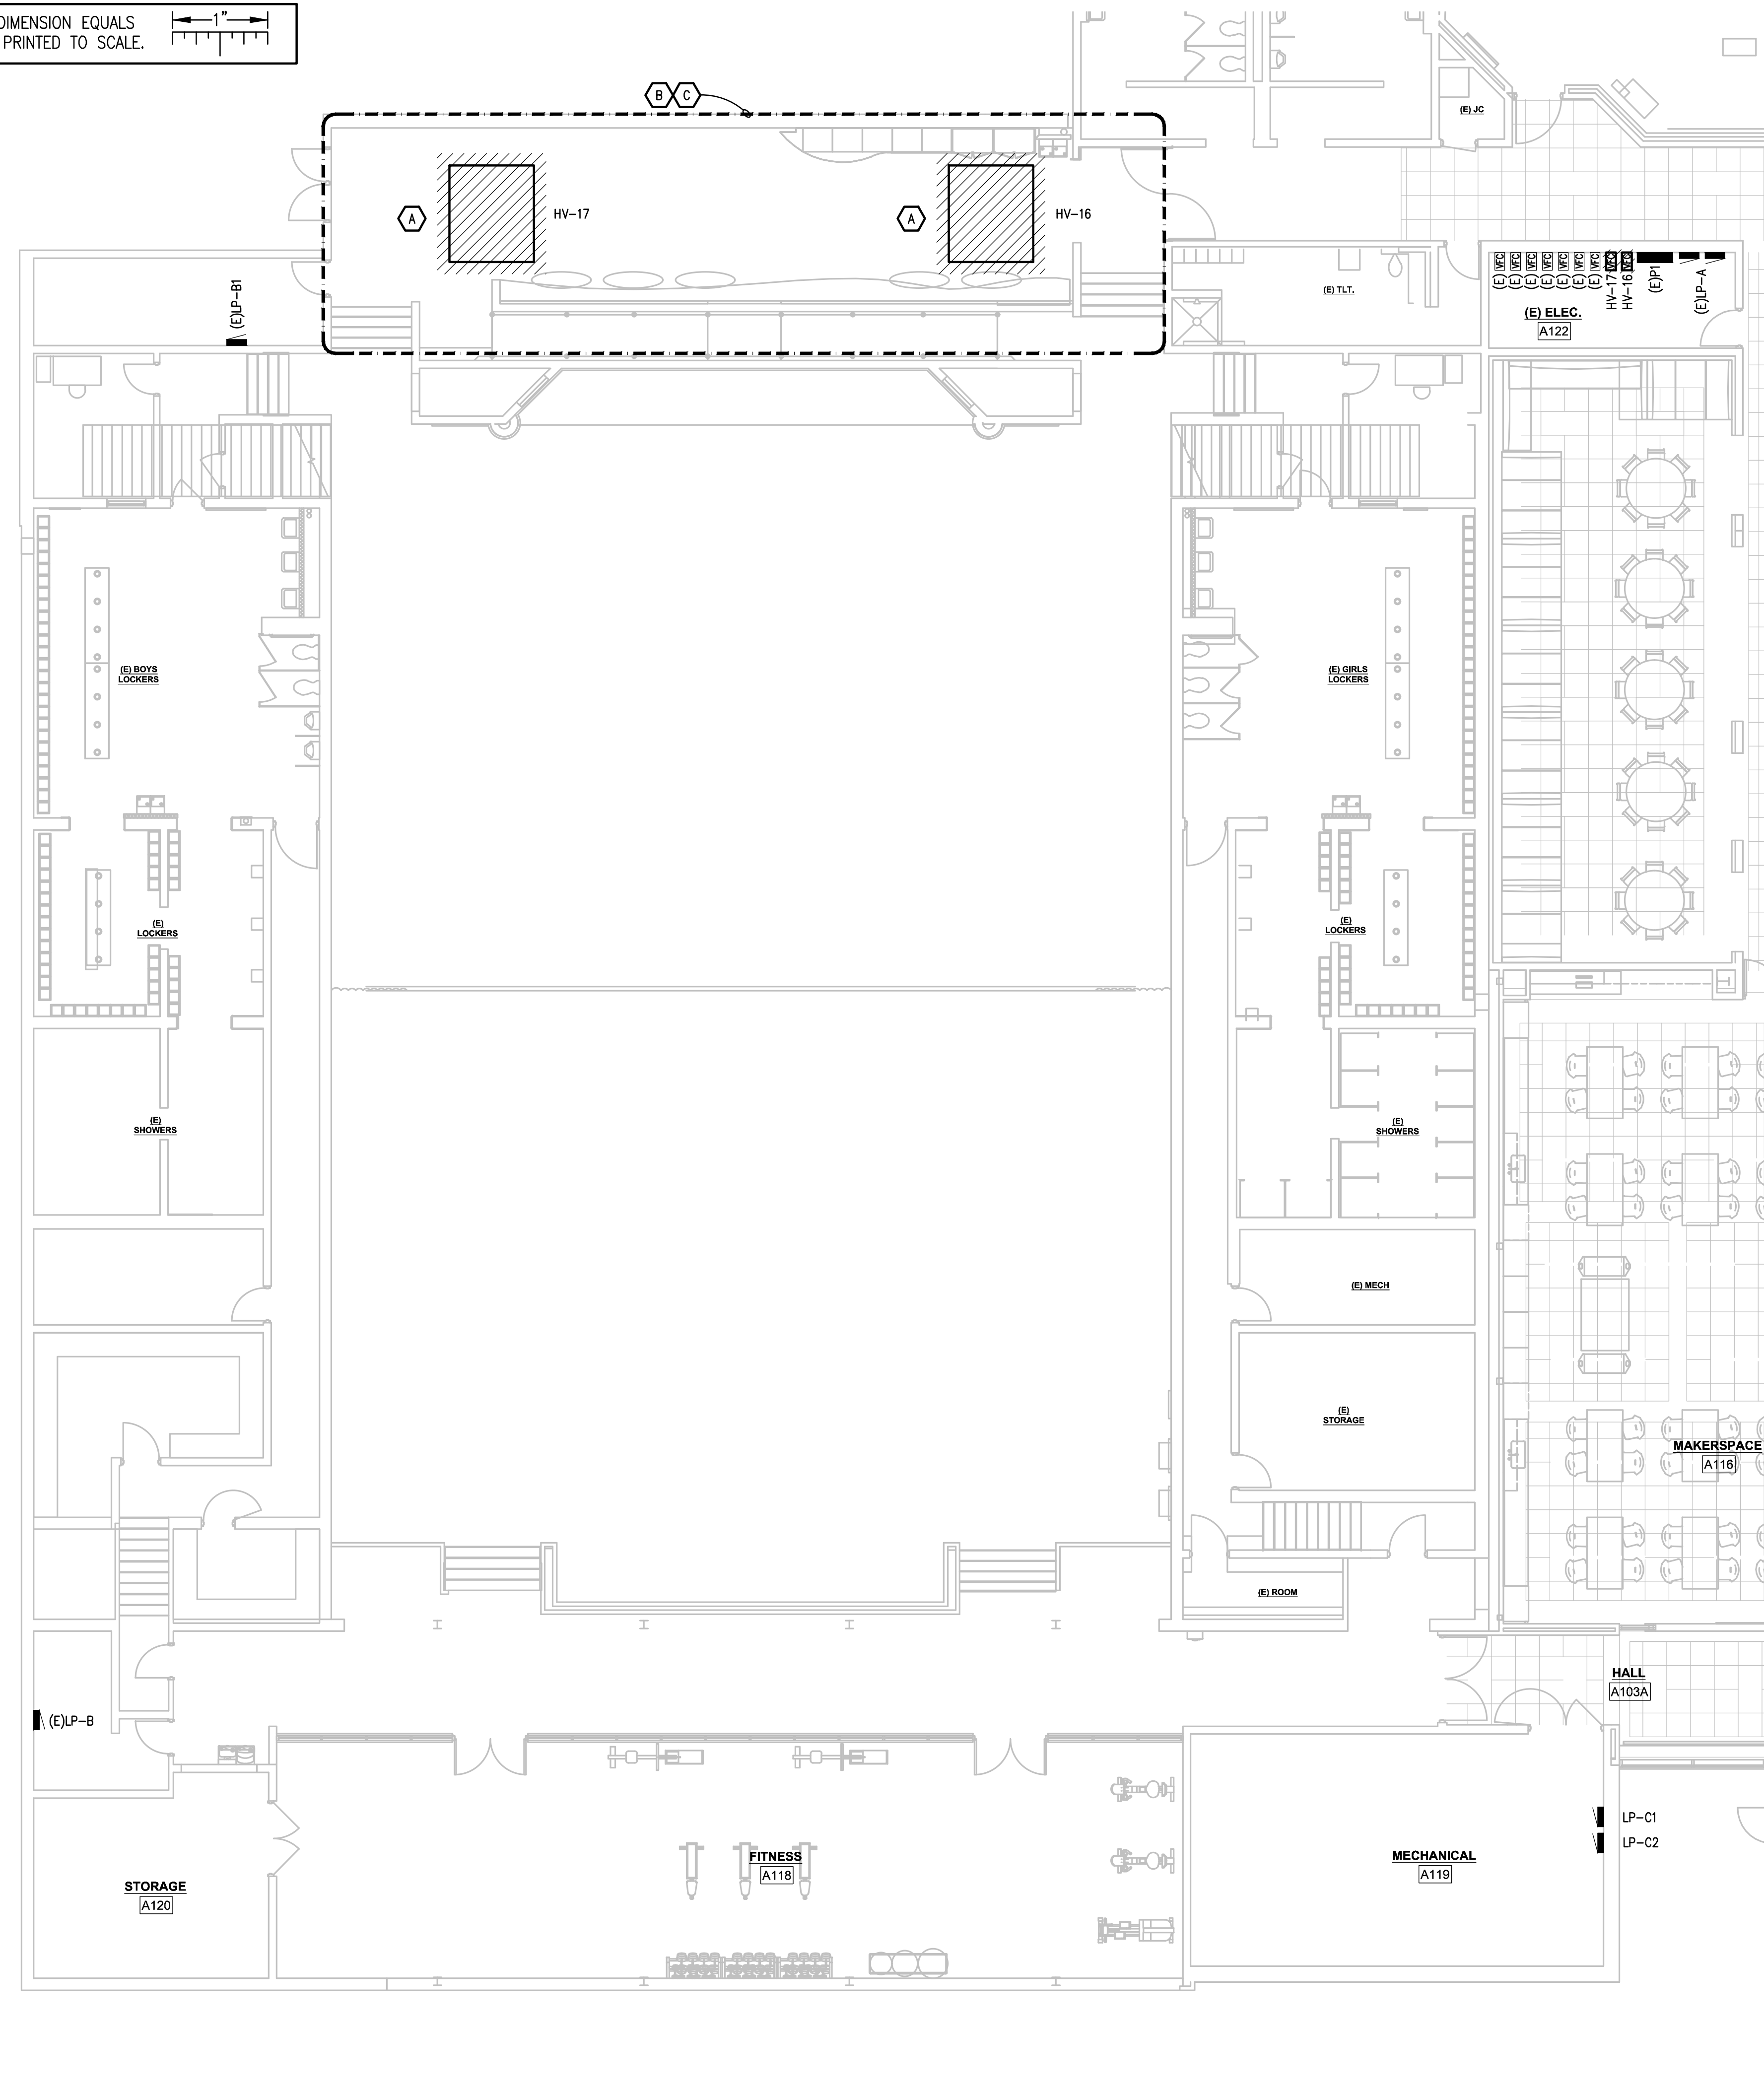 DIMENSION EQUALS
PRINTED TO SCALE.
1"
B C
(E) JC
A
HV-17
A
HV-16
(E)LP-B1
(E) TLT.
(E) VFC
(E) VFC
(E) VFC
(E) VFC
(E) VFC
(E) VFC
(E) VFC
HV-17 VFC
HV-16 VFC
(E)P1
(E)LP-A
(E) ELEC.
A122
(E) BOYS
LOCKERS
(E) GIRLS
LOCKERS
(E)
LOCKERS
(E)
LOCKERS
(E)
SHOWERS
(E)
SHOWERS
(E) MECH
(E)
STORAGE
MAKERSPACE
A116
(E) ROOM
HALL
A103A
(E)LP-B
LP-C1
LP-C2
FITNESS
A118
MECHANICAL
A119
STORAGE
A120